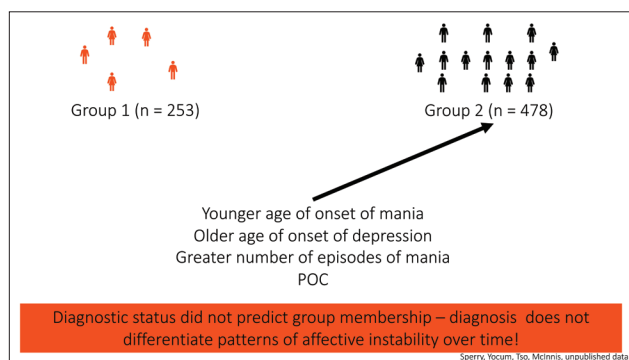 Group 1 (n = 253)
Group 2 (n = 478)
Younger age of onset of mania
Older age of onset of depression
Greater number of episodes of mania
POC
Diagnostic status did not predict group membership – diagnosis does not
differentiate patterns of affective instability over time!
Sperry, Yocum, Tso, McInnis, unpublished data